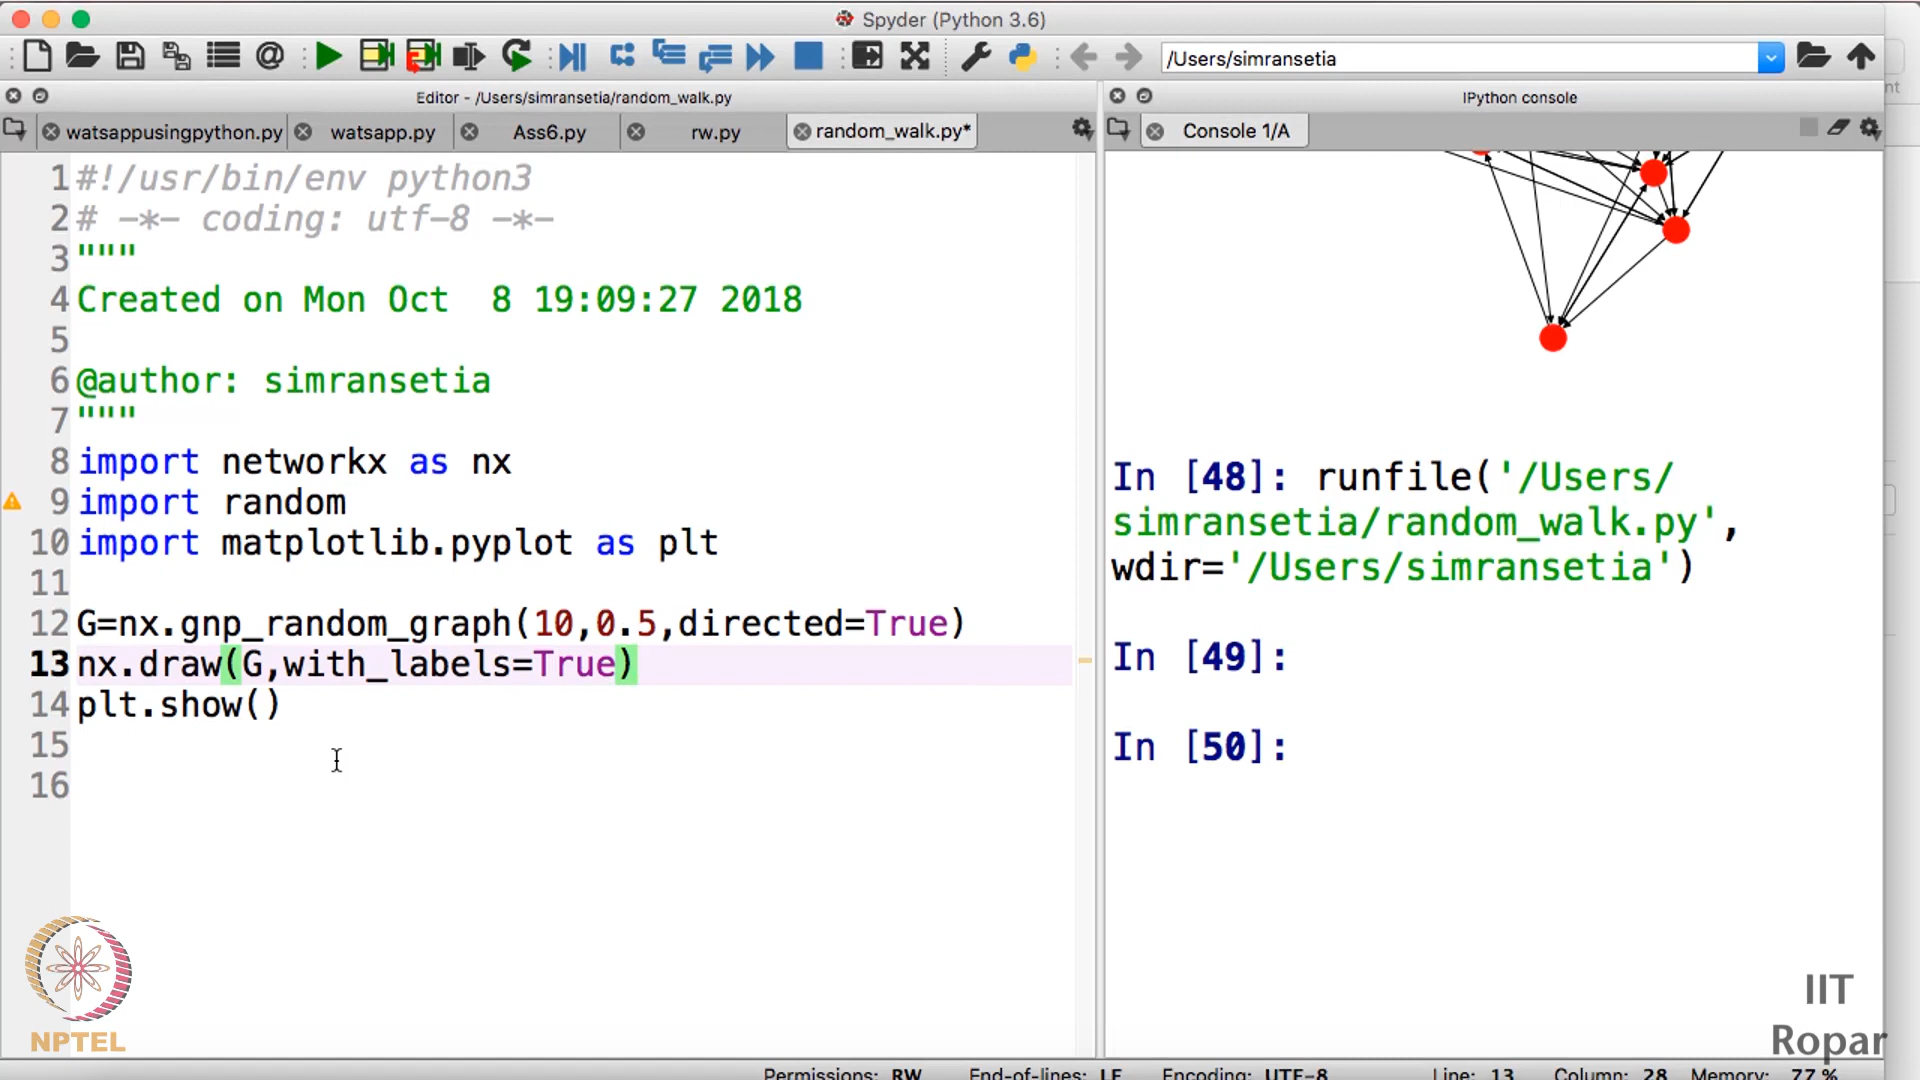 Spyder (Python 3.6)
/Users/simransetia
Editor - /Users/simransetia/random_walk.py
IPython console
watsappusingpython.py
watsapp.py
Ass6.py
rw.py
random_walk.py*
Console 1/A
1 #!/usr/bin/env python3
2 # -*- coding: utf-8 -*-
3 """
4 Created on Mon Oct  8 19:09:27 2018
5
6 @author: simransetia
7 """
8 import networkx as nx
9 import random
10 import matplotlib.pyplot as plt
11
12 G=nx.gnp_random_graph(10,0.5,directed=True)
13 nx.draw(G,with_labels=True)
14 plt.show()
15
16
In [48]: runfile('/Users/
simransetia/random_walk.py',
wdir='/Users/simransetia')
In [49]:
In [50]:
NPTEL
IIT
Ropar
Permissions: RW End-of-lines: LF Encoding: UTF-8 Line: 13 Column: 28 Memory: 77 %